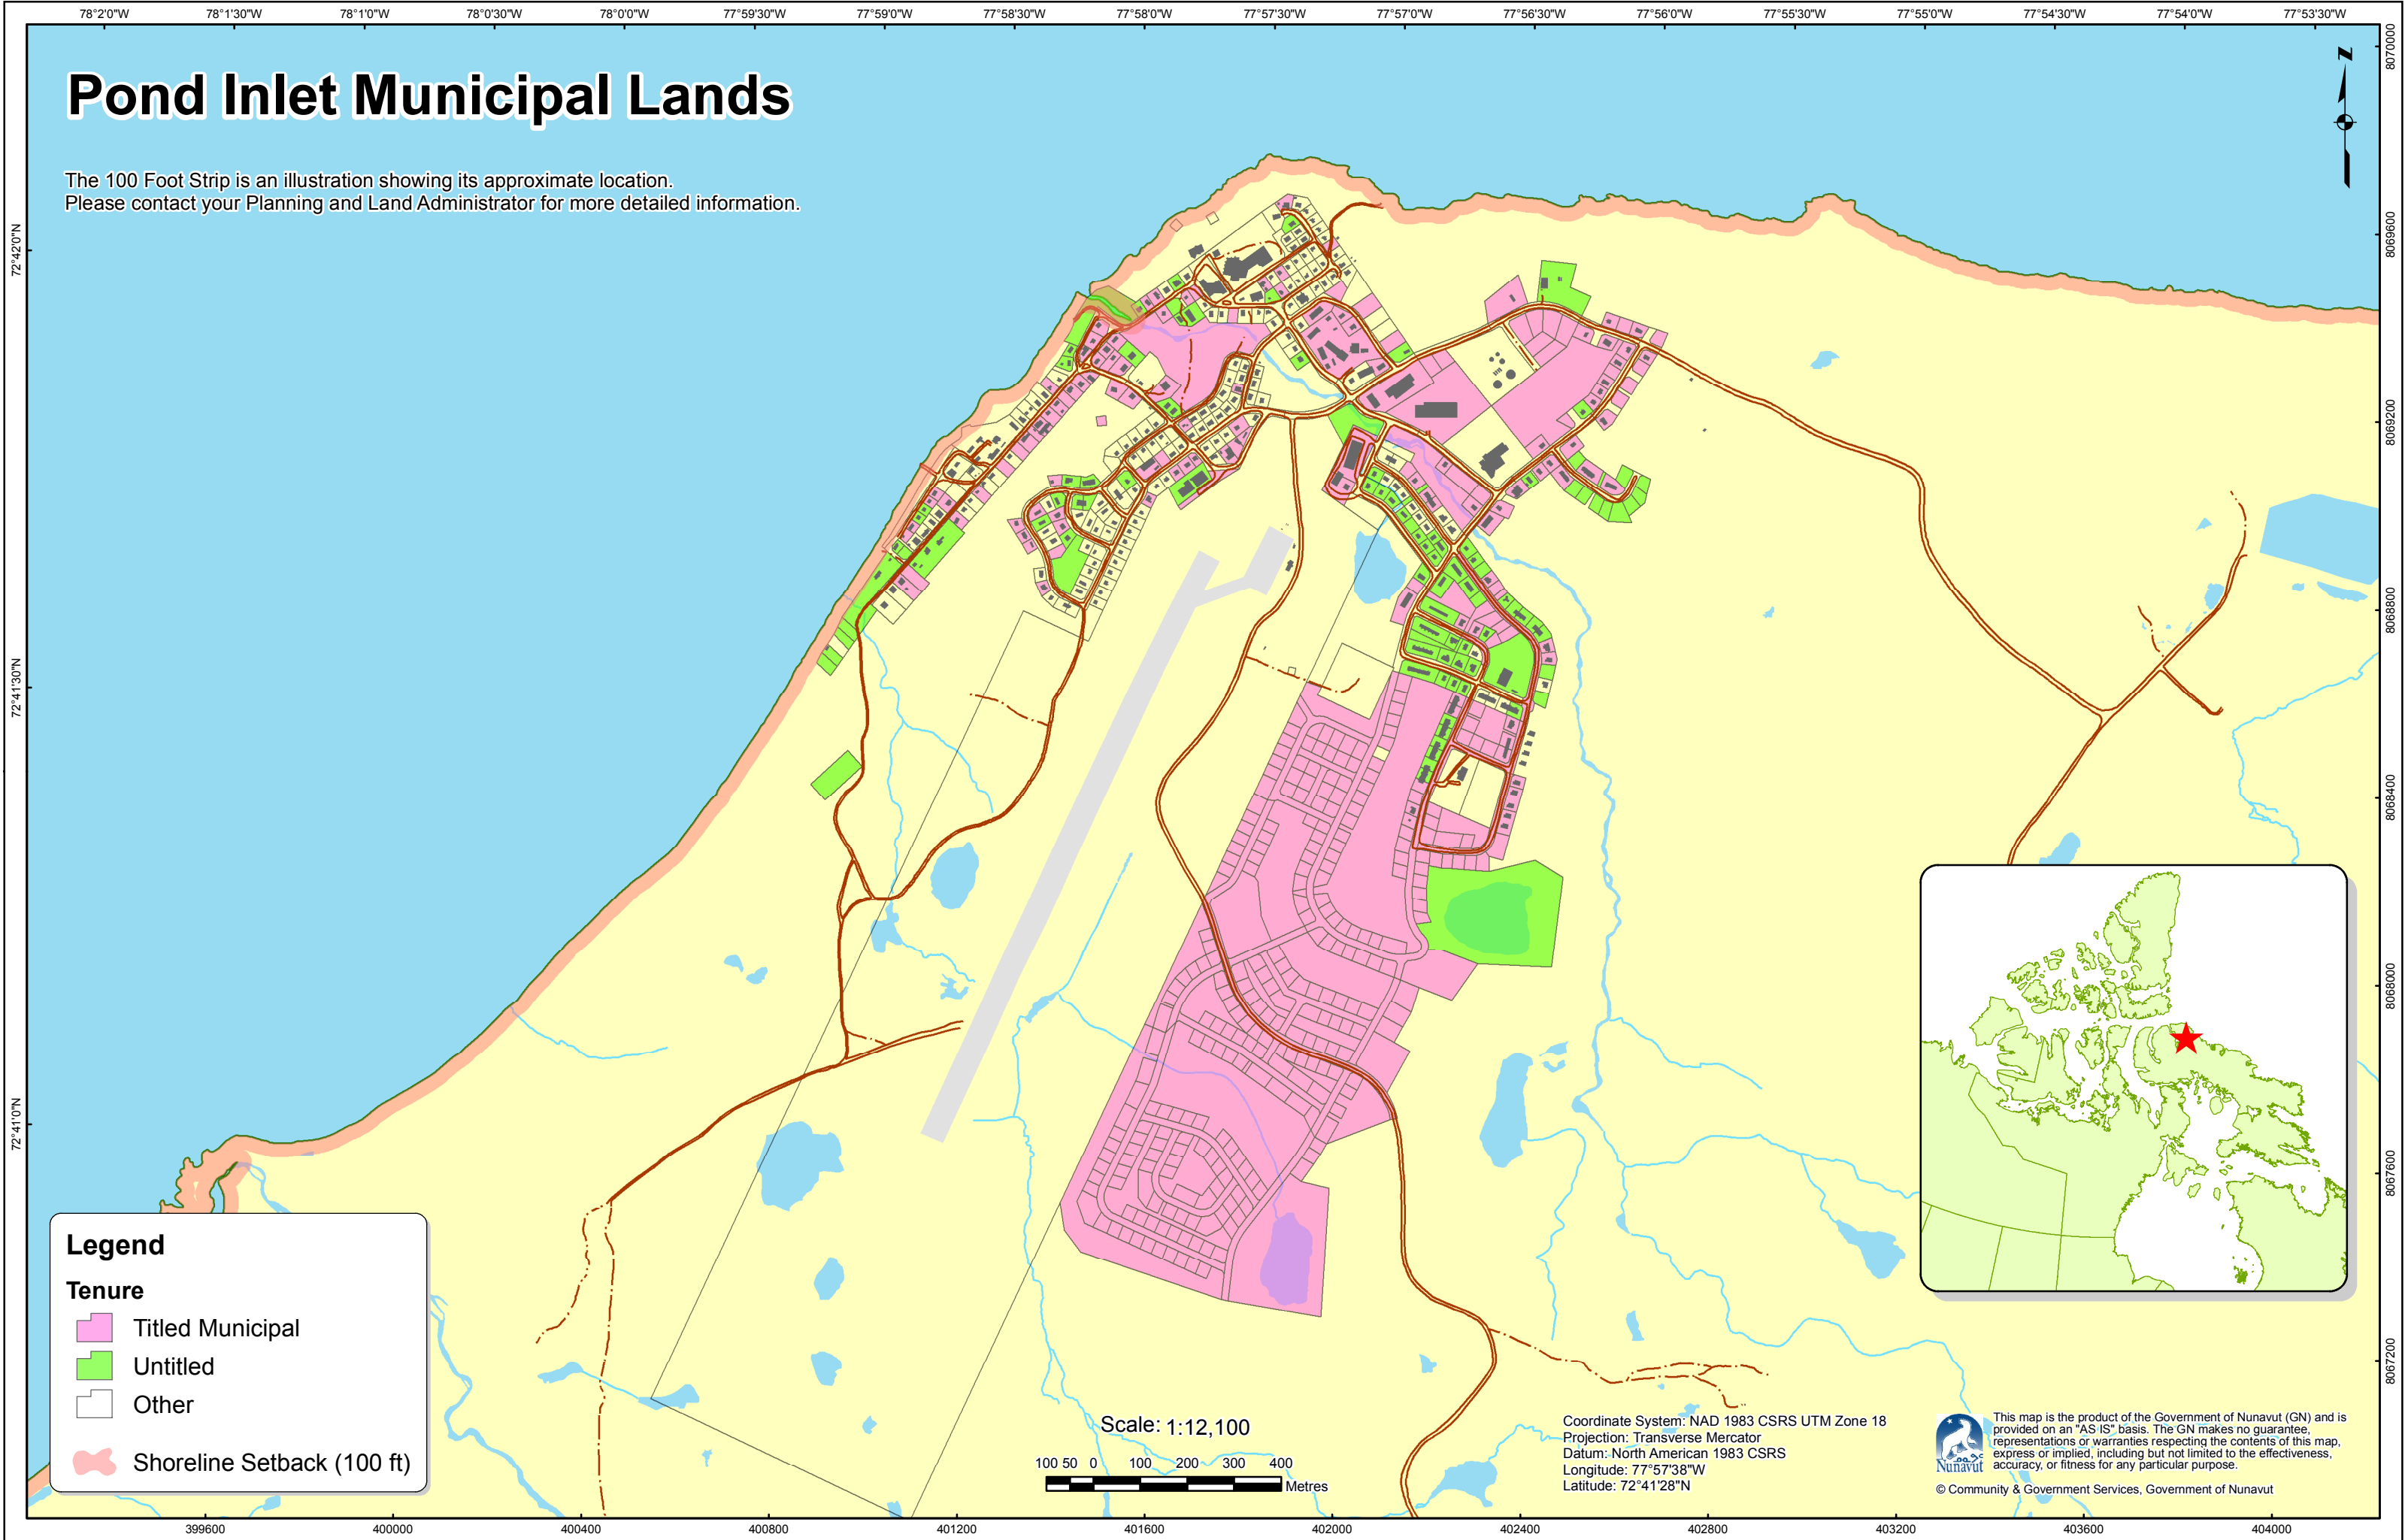 78°2'0"W 78°1'30"W 78°1'0"W 78°0'30"W 78°0'0"W 77°59'30"W 77°59'0"W 77°58'30"W 77°58'0"W 77°57'30"W 77°57'0"W 77°56'30"W 77°56'0"W 77°55'30"W 77°55'0"W 77°54'30"W 77°54'0"W 77°53'30"W
Pond Inlet Municipal Lands
The 100 Foot Strip is an illustration showing its approximate location.
Please contact your Planning and Land Administrator for more detailed information.
N
72°42'0"N
72°41'30"N
72°41'0"N
8070000
8069600
8069200
8068800
8068400
8068000
8067600
8067200
Legend
Tenure
Titled Municipal
Untitled
Other
Shoreline Setback (100 ft)
Scale: 1:12,100
100 50 0 100 200 300 400
Metres
Coordinate System: NAD 1983 CSRS UTM Zone 18
Projection: Transverse Mercator
Datum: North American 1983 CSRS
Longitude: 77°57'38"W
Latitude: 72°41'28"N
Nunavut
This map is the product of the Government of Nunavut (GN) and is
provided on an "AS IS" basis. The GN makes no guarantee,
representations or warranties respecting the contents of this map,
express or implied, including but not limited to the effectiveness,
accuracy, or fitness for any particular purpose.
© Community & Government Services, Government of Nunavut
399600 400000 400400 400800 401200 401600 402000 402400 402800 403200 403600 404000